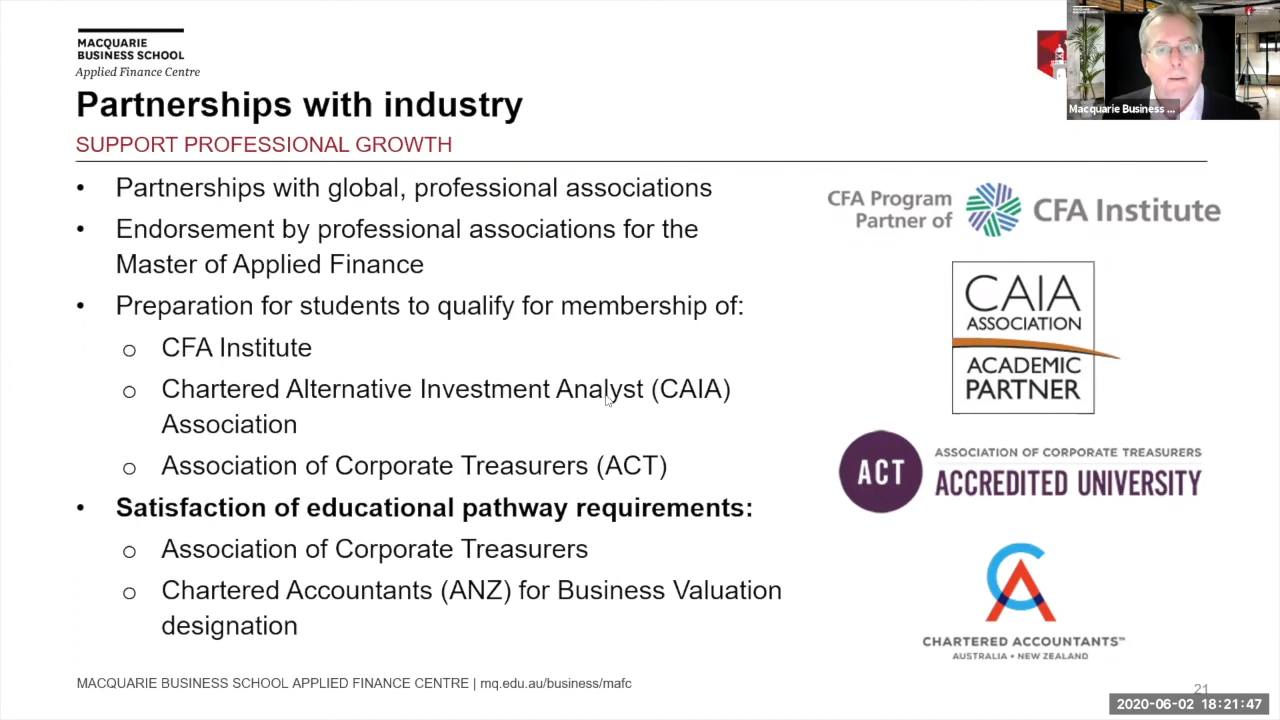 MACQUARIE
BUSINESS SCHOOL
Applied Finance Centre
Partnerships with industry
SUPPORT PROFESSIONAL GROWTH
• Partnerships with global, professional associations
• Endorsement by professional associations for the
Master of Applied Finance
• Preparation for students to qualify for membership of:
o CFA Institute
o Chartered Alternative Investment Analyst (CAIA)
Association
o Association of Corporate Treasurers (ACT)
• Satisfaction of educational pathway requirements:
o Association of Corporate Treasurers
o Chartered Accountants (ANZ) for Business Valuation
designation
Macquarie Business ...
CFA Program
Partner of
CFA Institute
CAIA
ASSOCIATION
ACADEMIC
PARTNER
ACT
ASSOCIATION OF CORPORATE TREASURERS
ACCREDITED UNIVERSITY
CHARTERED ACCOUNTANTS™
AUSTRALIA • NEW ZEALAND
MACQUARIE BUSINESS SCHOOL APPLIED FINANCE CENTRE | mq.edu.au/business/mafc
21
2020-06-02 18:21:47